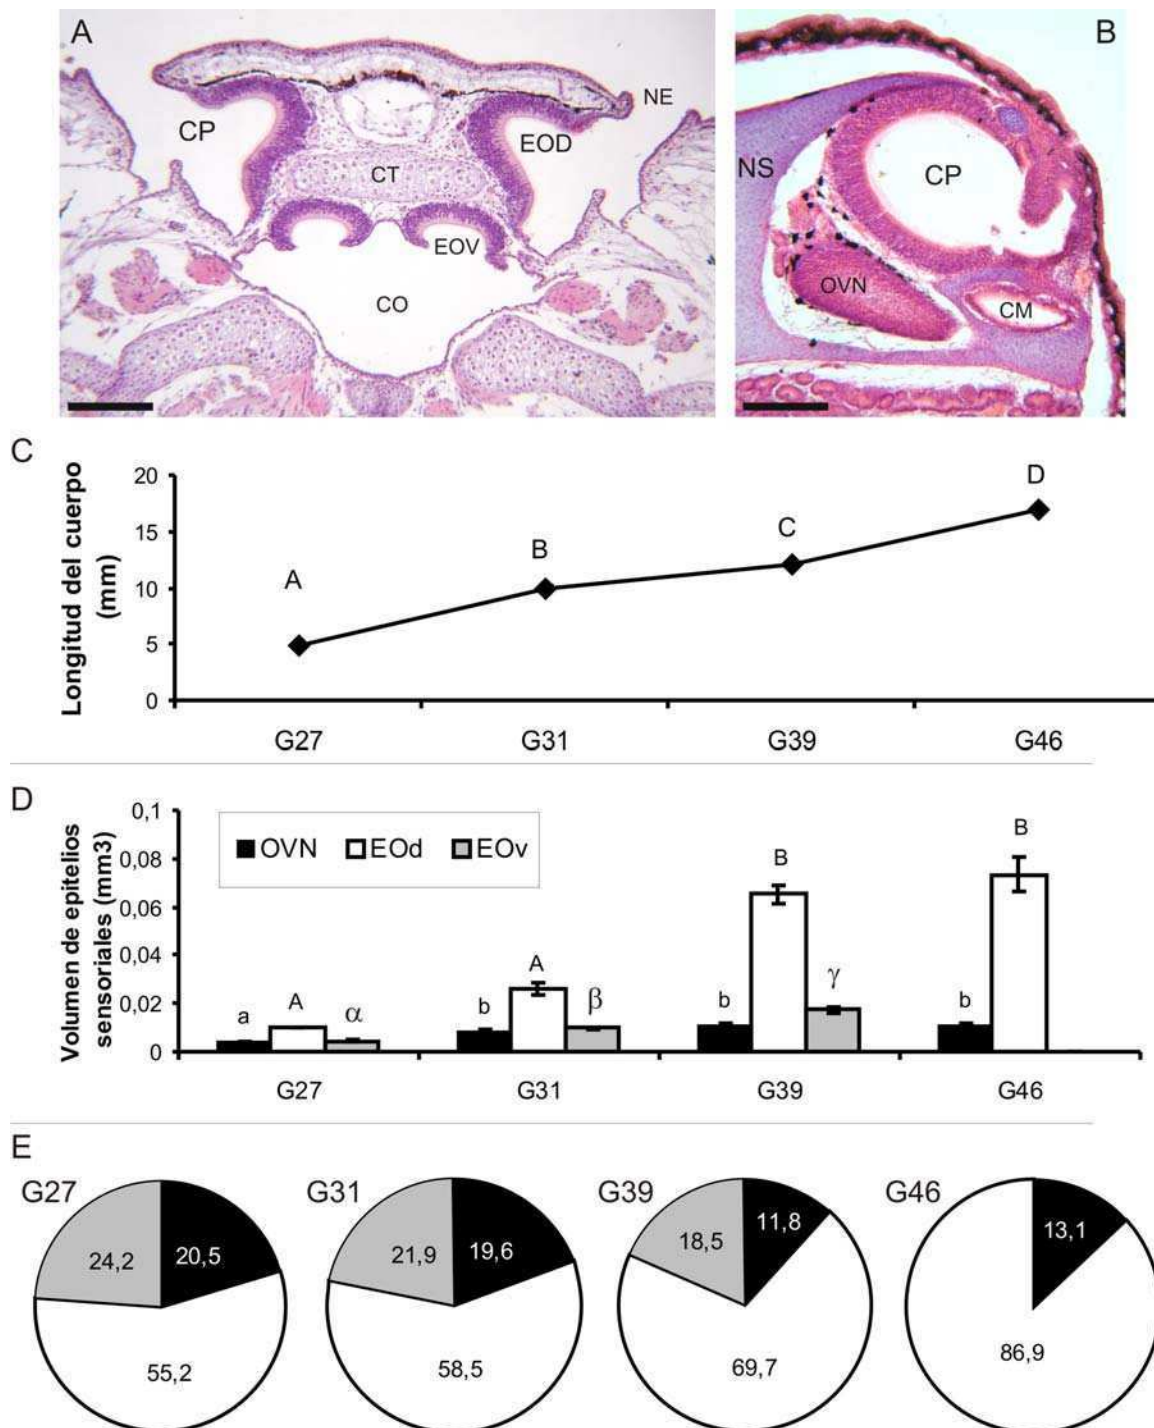 A
B
NE
CP
EOD
NS
CP
CT
EOV
OVN
CM
CO
C
Longitud del cuerpo
(mm)
20
15
10
5
0
A
B
C
D
G27 G31 G39 G46
D
Volumen de epitelios
sensoriales (mm3)
0,1
0,08
0,06
0,04
0,02
0
OVN EOd EOv
a A α
b A β
b B γ
b B
G27 G31 G39 G46
E
G27 G31 G39 G46
24,2 20,5 21,9 19,6 18,5 11,8 13,1
55,2 58,5 69,7 86,9